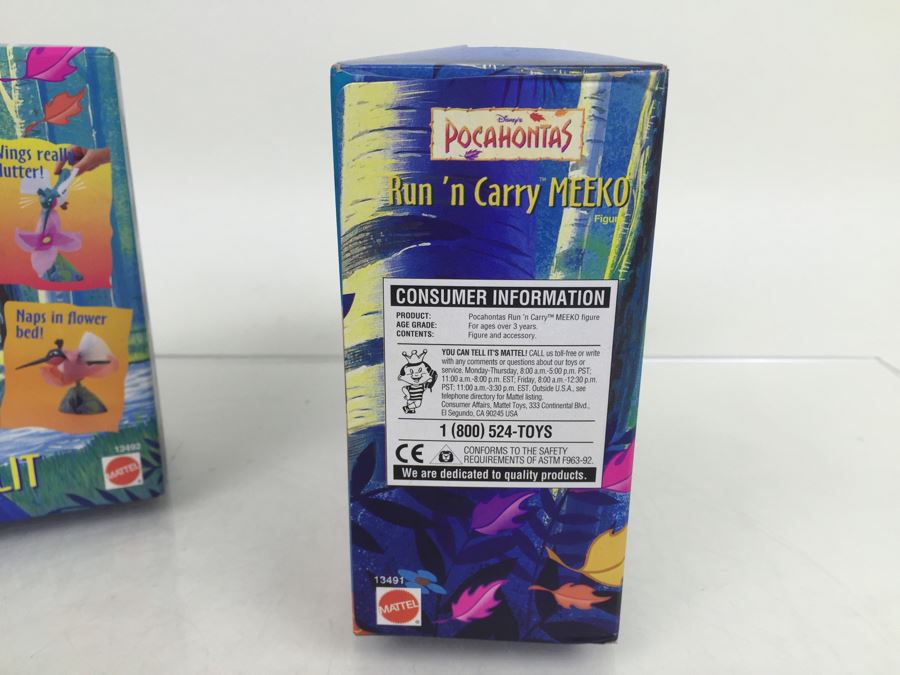 Wings really
flutter!
Naps in flower
bed!
13492
MATTEL
LIT
Disney's
POCAHONTAS
Run 'n Carry™ MEEKO
Figure
CONSUMER INFORMATION
PRODUCT: Pocahontas Run 'n Carry™ MEEKO figure
AGE GRADE: For ages over 3 years.
CONTENTS: Figure and accessory.
YOU CAN TELL IT'S MATTEL! CALL us toll-free or write
with any comments or questions about our toys or
service. Monday-Thursday, 8:00 a.m.-5:00 p.m. PST;
11:00 a.m.-8:00 p.m. EST; Friday, 8:00 a.m.-12:30 p.m.
PST; 11:00 a.m.-3:30 p.m. EST. Outside U.S.A., see
telephone directory for Mattel listing.
Consumer Affairs, Mattel Toys, 333 Continental Blvd.,
El Segundo, CA 90245 USA
1 (800) 524-TOYS
CE CONFORMS TO THE SAFETY
REQUIREMENTS OF ASTM F963-92.
We are dedicated to quality products.
13491
MATTEL